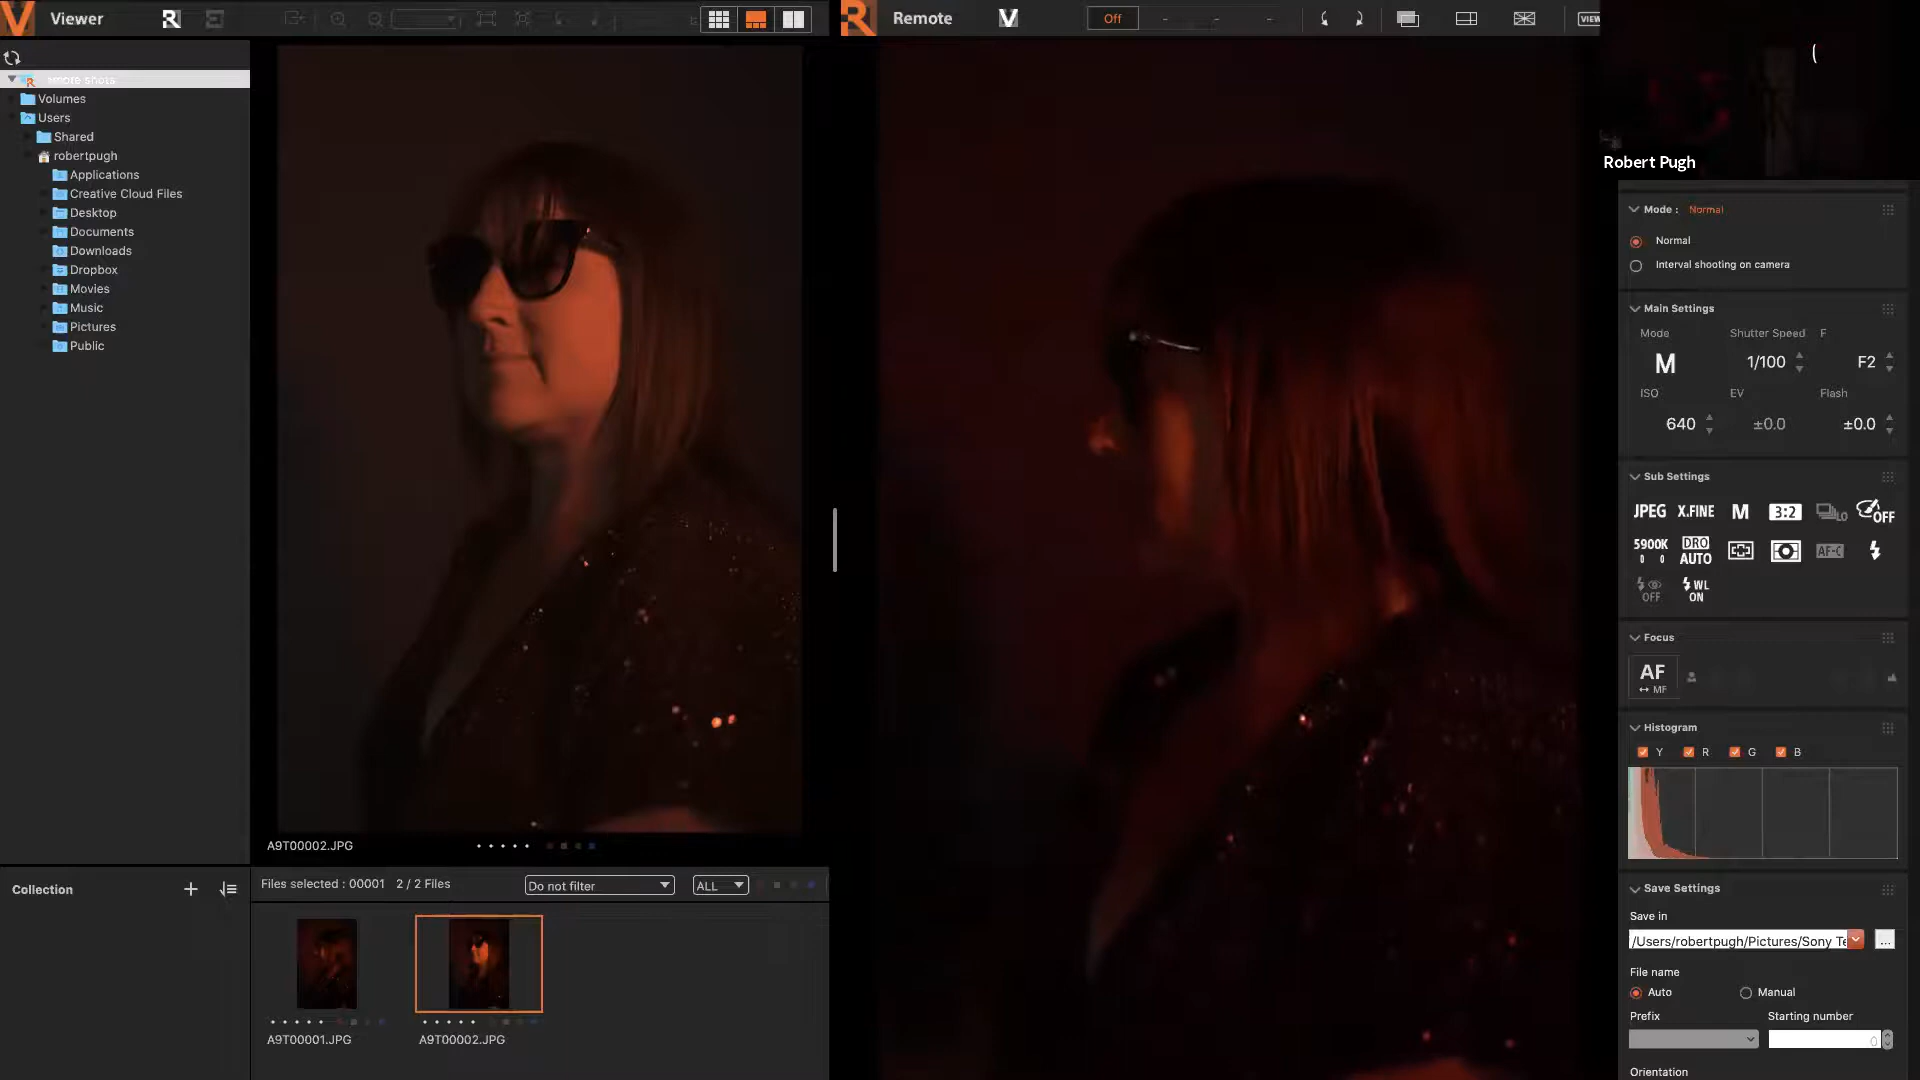 V Viewer R E
Remote V Off - - - VIEW
Robert Pugh
Volumes
Users
Shared
robertpugh
Applications
Creative Cloud Files
Desktop
Documents
Downloads
Dropbox
Movies
Music
Pictures
Public
A9T00002.JPG
Collection
Files selected : 00001 2 / 2 Files Do not filter ALL
A9T00001.JPG A9T00002.JPG
Mode : Normal
Normal
Interval shooting on camera
Main Settings
Mode Shutter Speed F
M 1/100 F2
ISO EV Flash
640 ±0.0 ±0.0
Sub Settings
JPEG X.FINE M 3:2 LO OFF
5900K DRO AF-C
0 0 AUTO
OFF WL ON
Focus
AF
↔ MF
Histogram
Y R G B
Save Settings
Save in
/Users/robertpugh/Pictures/Sony Te ...
File name
Auto Manual
Prefix Starting number
0
Orientation